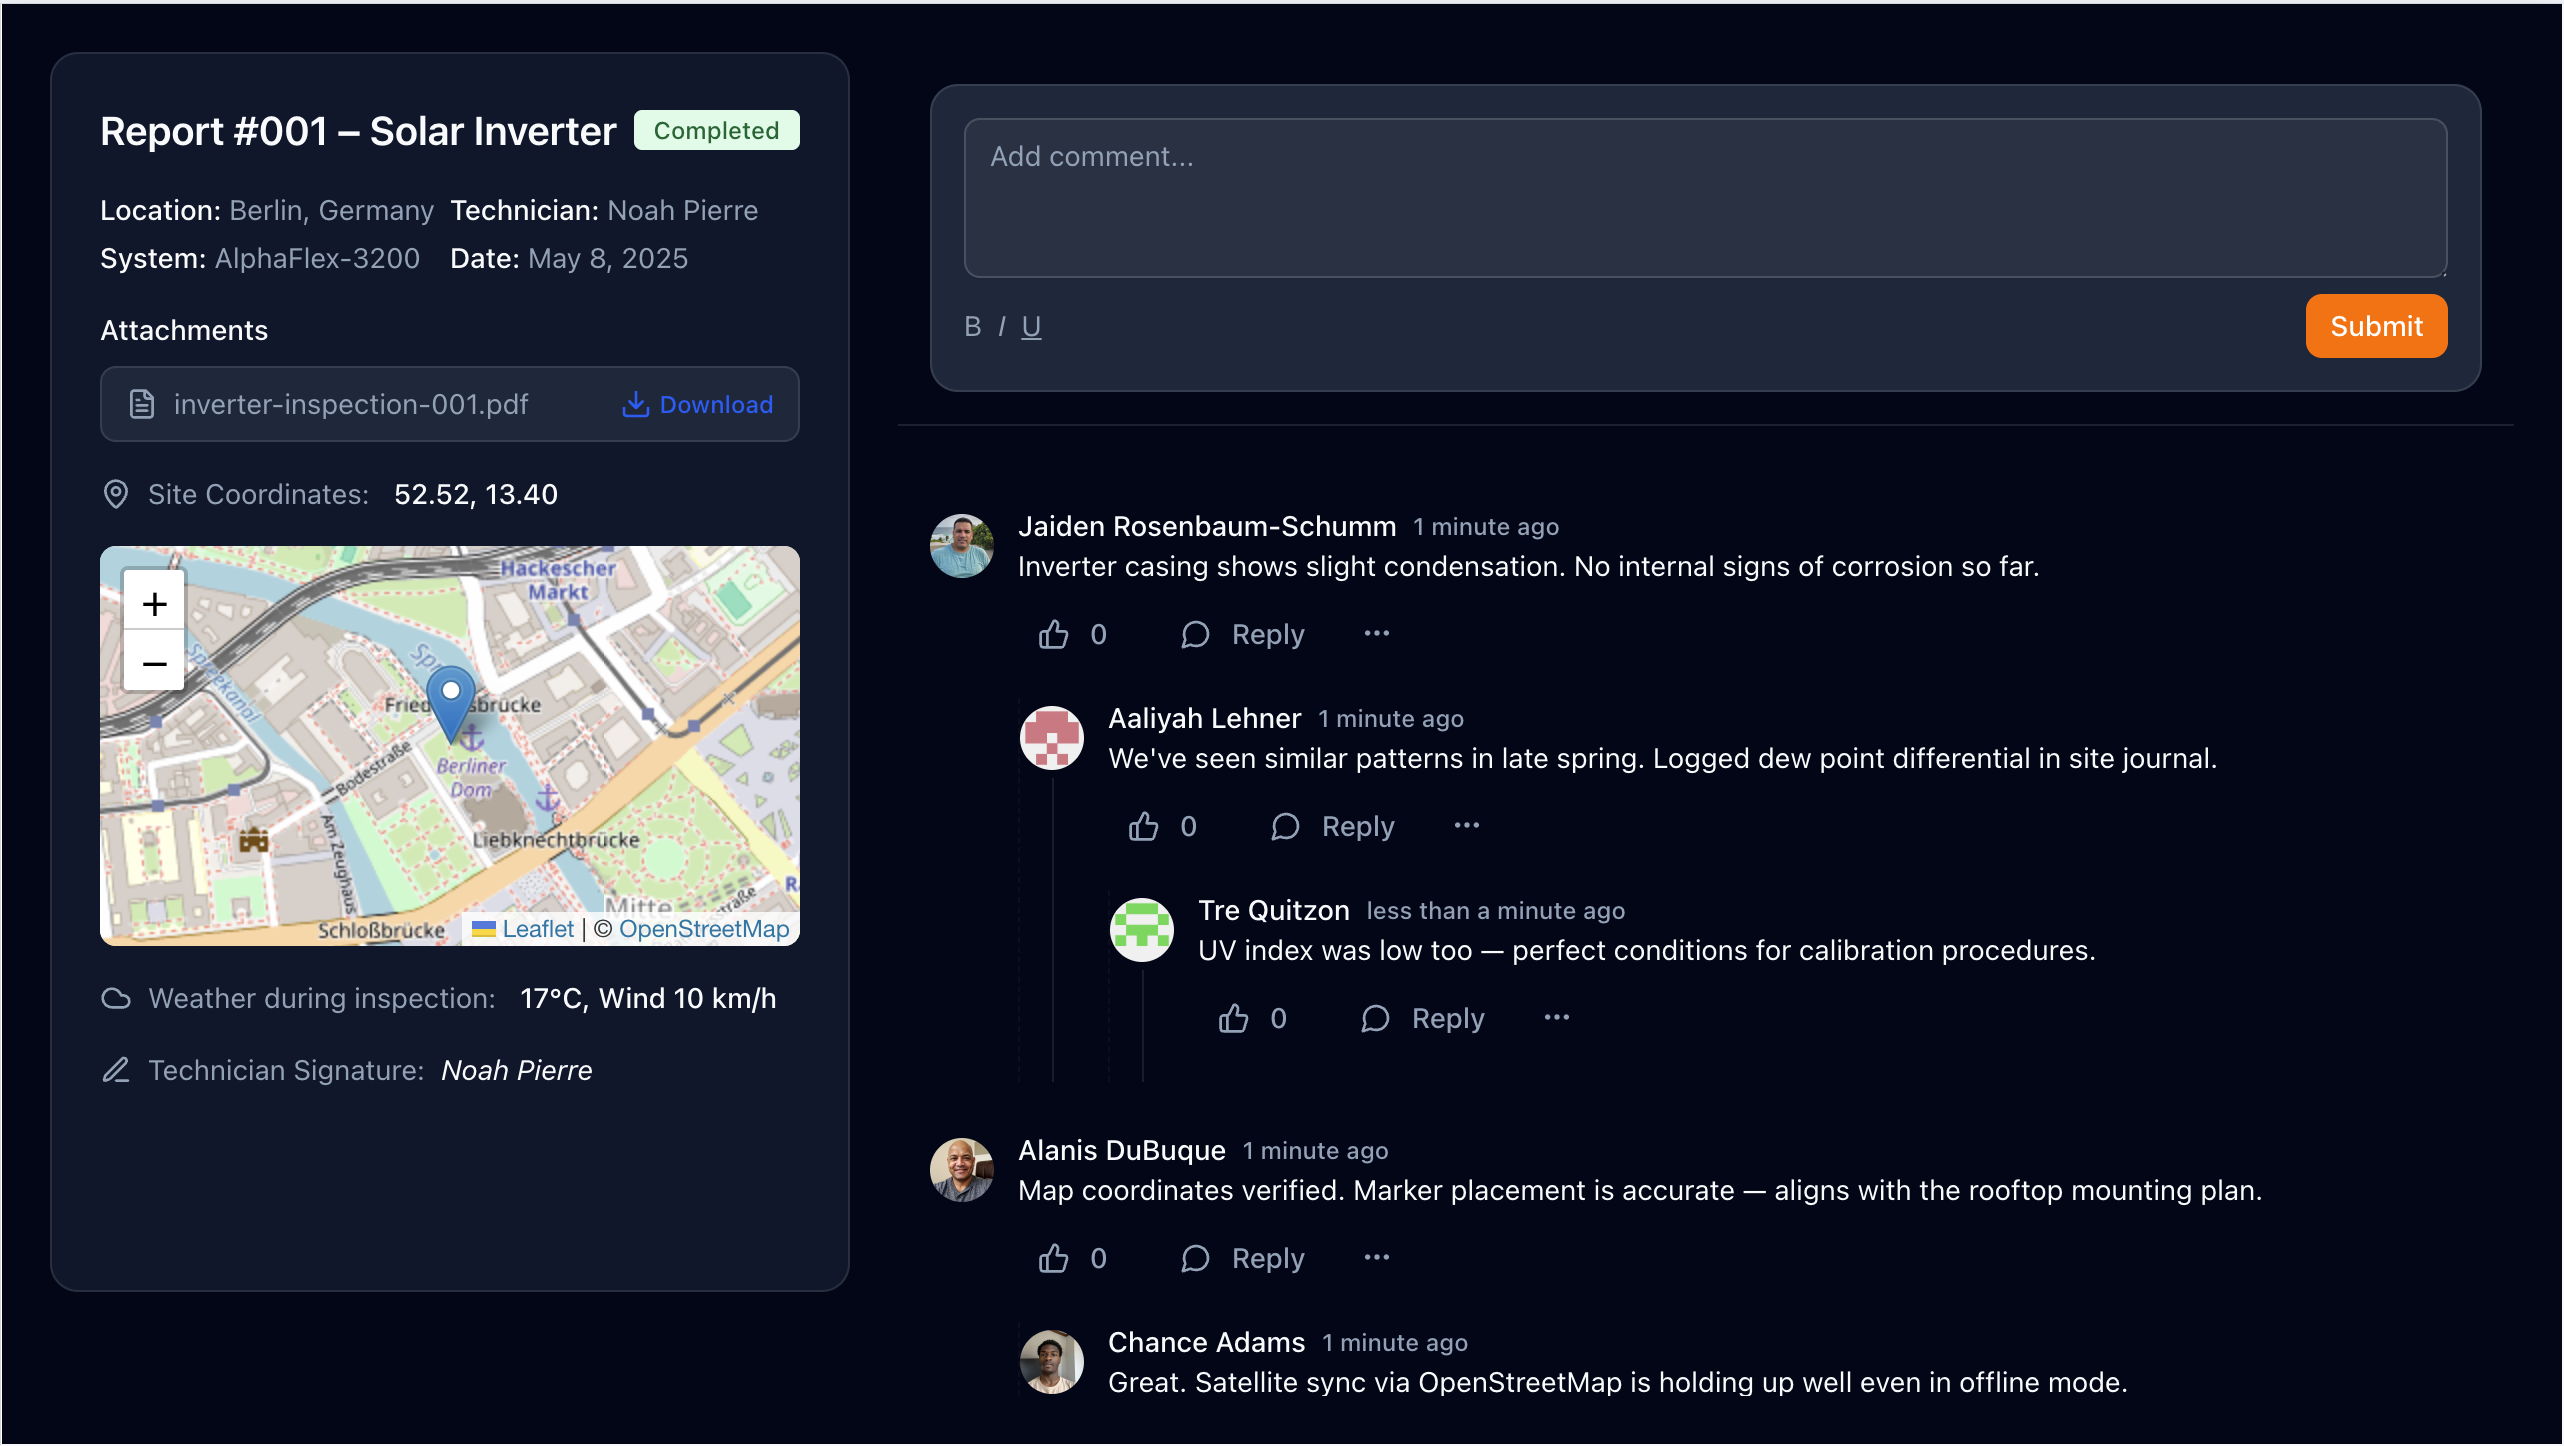 Report #001 – Solar Inverter Completed
Location: Berlin, Germany Technician: Noah Pierre
System: AlphaFlex-3200 Date: May 8, 2025
Attachments
inverter-inspection-001.pdf Download
Site Coordinates: 52.52, 13.40
+
−
Hackescher
Markt
Spreekanal
Bodestraße
Berliner
Dom
Am Zeughaus
Liebknechtbrücke
Mitte
Schloßbrücke
Leaflet | © OpenStreetMap
Weather during inspection: 17°C, Wind 10 km/h
Technician Signature: Noah Pierre
Add comment...
B I U
Submit
Jaiden Rosenbaum-Schumm 1 minute ago
Inverter casing shows slight condensation. No internal signs of corrosion so far.
0 Reply ...
Aaliyah Lehner 1 minute ago
We've seen similar patterns in late spring. Logged dew point differential in site journal.
0 Reply ...
Tre Quitzon less than a minute ago
UV index was low too — perfect conditions for calibration procedures.
0 Reply ...
Alanis DuBuque 1 minute ago
Map coordinates verified. Marker placement is accurate — aligns with the rooftop mounting plan.
0 Reply ...
Chance Adams 1 minute ago
Great. Satellite sync via OpenStreetMap is holding up well even in offline mode.